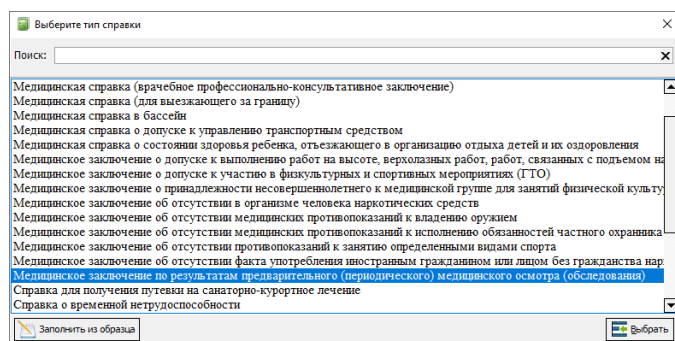 Выберите тип справки
Поиск:
Медицинская справка (врачебное профессионально-консультативное заключение)
Медицинская справка (для выезжающего за границу)
Медицинская справка в бассейн
Медицинская справка о допуске к управлению транспортным средством
Медицинская справка о состоянии здоровья ребенка, отъезжающего в организацию отдыха детей и их оздоровления
Медицинское заключение о допуске к выполнению работ на высоте, верхолазных работ, работ, связанных с подъемом на
Медицинское заключение о допуске к участию в физкультурных и спортивных мероприятиях (ГТО)
Медицинское заключение о принадлежности несовершеннолетнего к медицинской группе для занятий физической культу
Медицинское заключение об отсутствии в организме человека наркотических средств
Медицинское заключение об отсутствии медицинских противопоказаний к владению оружием
Медицинское заключение об отсутствии медицинских противопоказаний к исполнению обязанностей частного охранника
Медицинское заключение об отсутствии противопоказаний к занятию определенными видами спорта
Медицинское заключение об отсутствии факта употребления иностранным гражданином или лицом без гражданства нар
Медицинское заключение по результатам предварительного (периодического) медицинского осмотра (обследования)
Справка для получения путевки на санаторно-курортное лечение
Справка о временной нетрудоспособности
Заполнить из образца
Выбрать